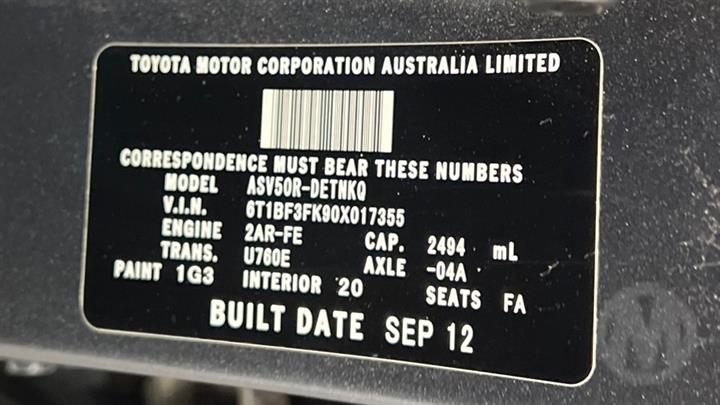 TOYOTA MOTOR CORPORATION AUSTRALIA LIMITED
CORRESPONDENCE MUST BEAR THESE NUMBERS
MODEL ASV50R-DETNKQ
V.I.N. 6T1BF3FK90X017355
ENGINE 2AR-FE CAP. 2494 mL
TRANS. U760E AXLE -04A
PAINT 1G3 INTERIOR 20 SEATS FA
BUILT DATE SEP 12
M